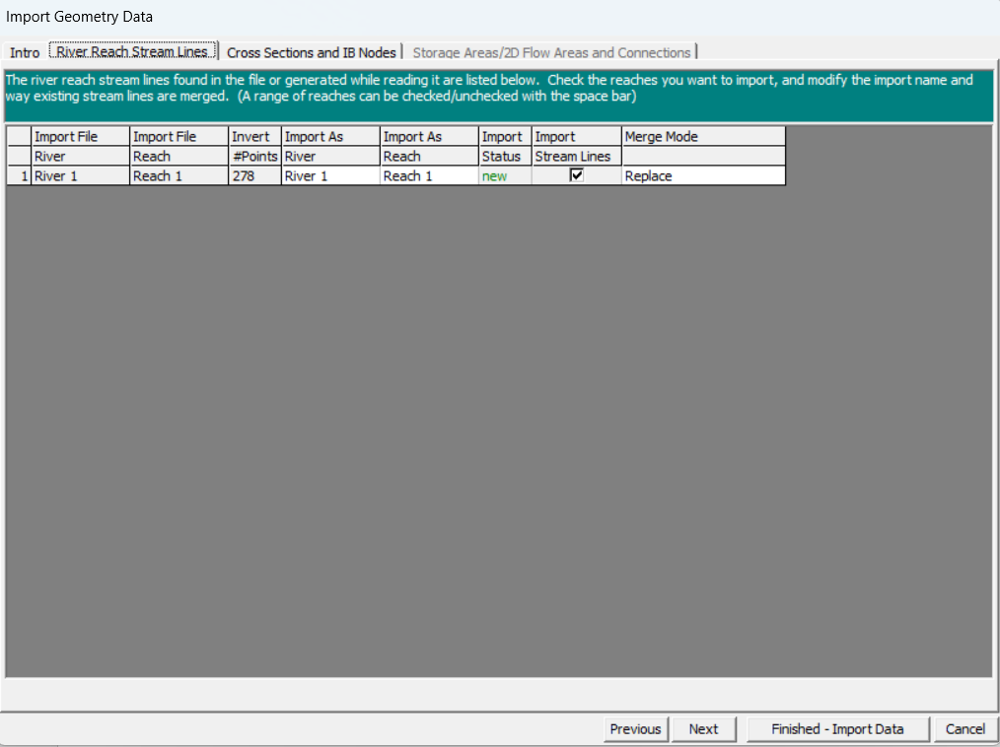 Import Geometry Data
Intro River Reach Stream Lines Cross Sections and IB Nodes Storage Areas/2D Flow Areas and Connections
The river reach stream lines found in the file or generated while reading it are listed below. Check the reaches you want to import, and modify the import name and
way existing stream lines are merged. (A range of reaches can be checked/unchecked with the space bar)
Import File Import File Invert Import As Import As Import Import Merge Mode
River Reach #Points River Reach Status Stream Lines
1 River 1 Reach 1 278 River 1 Reach 1 new Replace
Previous Next Finished - Import Data Cancel